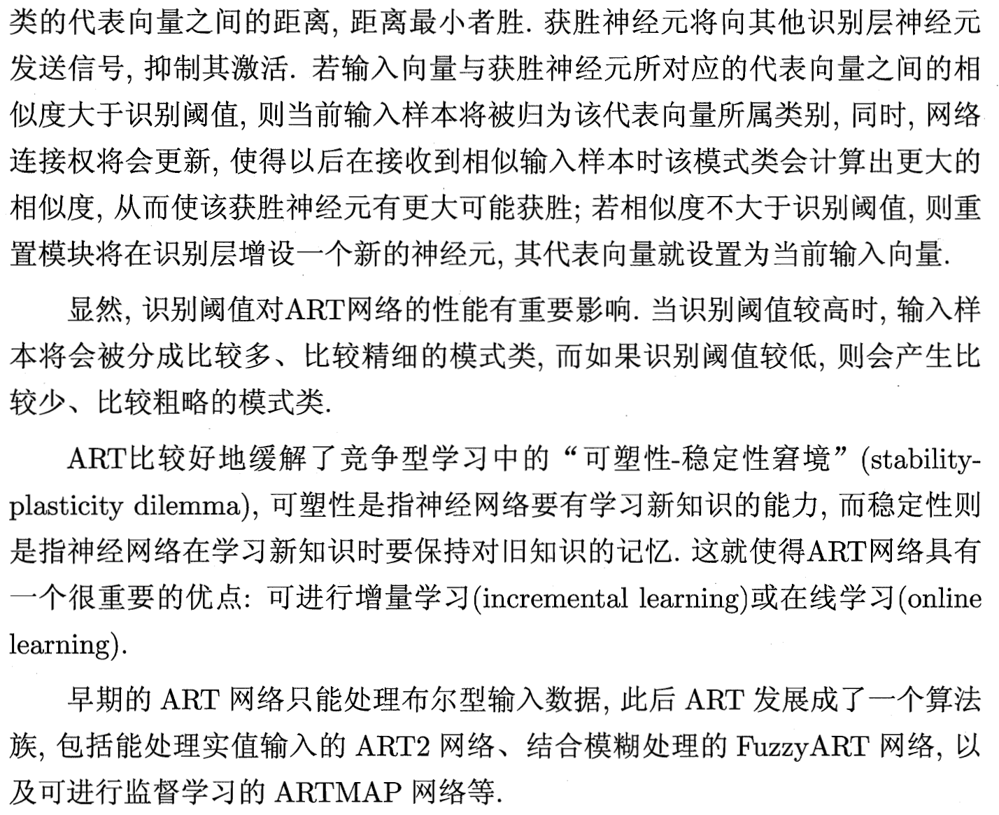 类的代表向量之间的距离, 距离最小者胜. 获胜神经元将向其他识别层神经元
发送信号, 抑制其激活. 若输入向量与获胜神经元所对应的代表向量之间的相
似度大于识别阈值, 则当前输入样本将被归为该代表向量所属类别, 同时, 网络
连接权将会更新, 使得以后在接收到相似输入样本时该模式类会计算出更大的
相似度, 从而使该获胜神经元有更大可能获胜; 若相似度不大于识别阈值, 则重
置模块将在识别层增设一个新的神经元, 其代表向量就设置为当前输入向量.
显然, 识别阈值对ART网络的性能有重要影响. 当识别阈值较高时, 输入样
本将会被分成比较多、比较精细的模式类, 而如果识别阈值较低, 则会产生比
较少、比较粗略的模式类.
ART比较好地缓解了竞争型学习中的“可塑性-稳定性窘境”(stability-
plasticity dilemma), 可塑性是指神经网络要有学习新知识的能力, 而稳定性则
是指神经网络在学习新知识时要保持对旧知识的记忆. 这就使得ART网络具有
一个很重要的优点: 可进行增量学习(incremental learning)或在线学习(online
learning).
早期的 ART 网络只能处理布尔型输入数据, 此后 ART 发展成了一个算法
族, 包括能处理实值输入的 ART2 网络、结合模糊处理的 FuzzyART 网络, 以
及可进行监督学习的 ARTMAP 网络等.